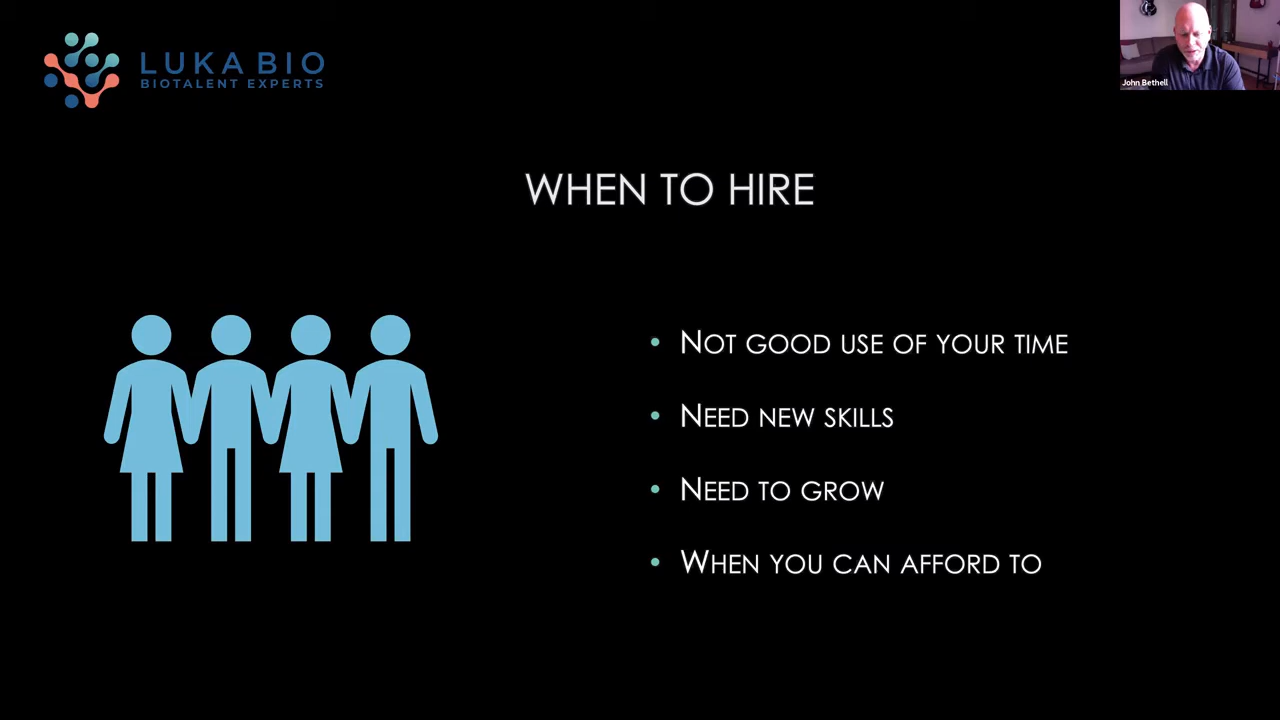 LUKA BIO
BIOTALENT EXPERTS
John Bethell
WHEN TO HIRE
• NOT GOOD USE OF YOUR TIME
• NEED NEW SKILLS
• NEED TO GROW
• WHEN YOU CAN AFFORD TO